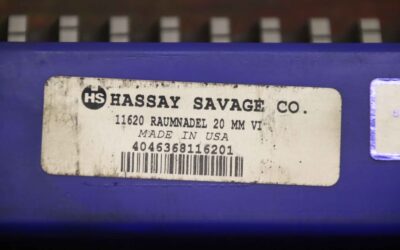 HS HASSAY SAVAGE CO.
11620 RAUMNADEL 20 MM VI
MADE IN USA
4046368116201